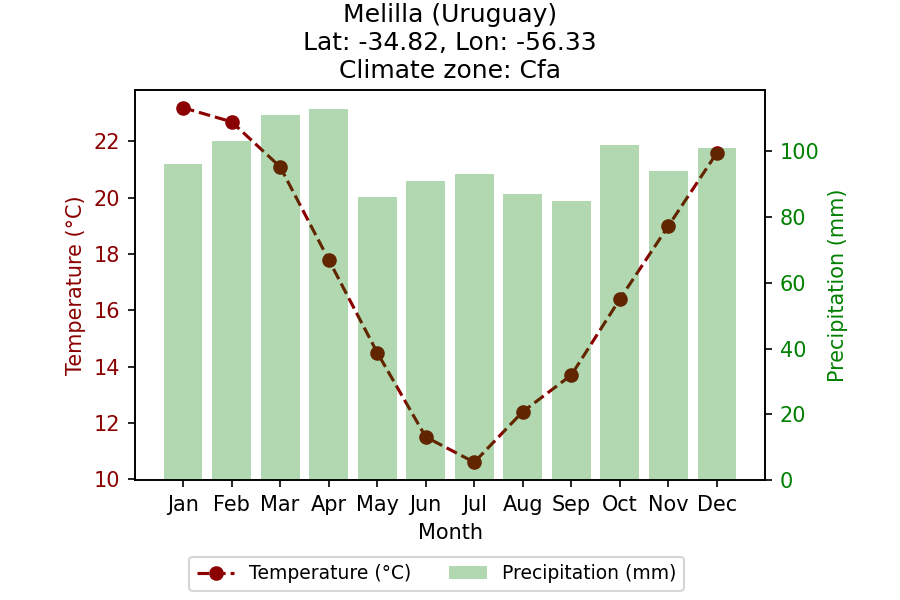 Melilla (Uruguay)
Lat: -34.82, Lon: -56.33
Climate zone: Cfa
Temperature (°C)
22
20
18
16
14
12
10
Precipitation (mm)
100
80
60
40
20
0
Jan Feb Mar Apr May Jun Jul Aug Sep Oct Nov Dec
Month
Temperature (°C) Precipitation (mm)